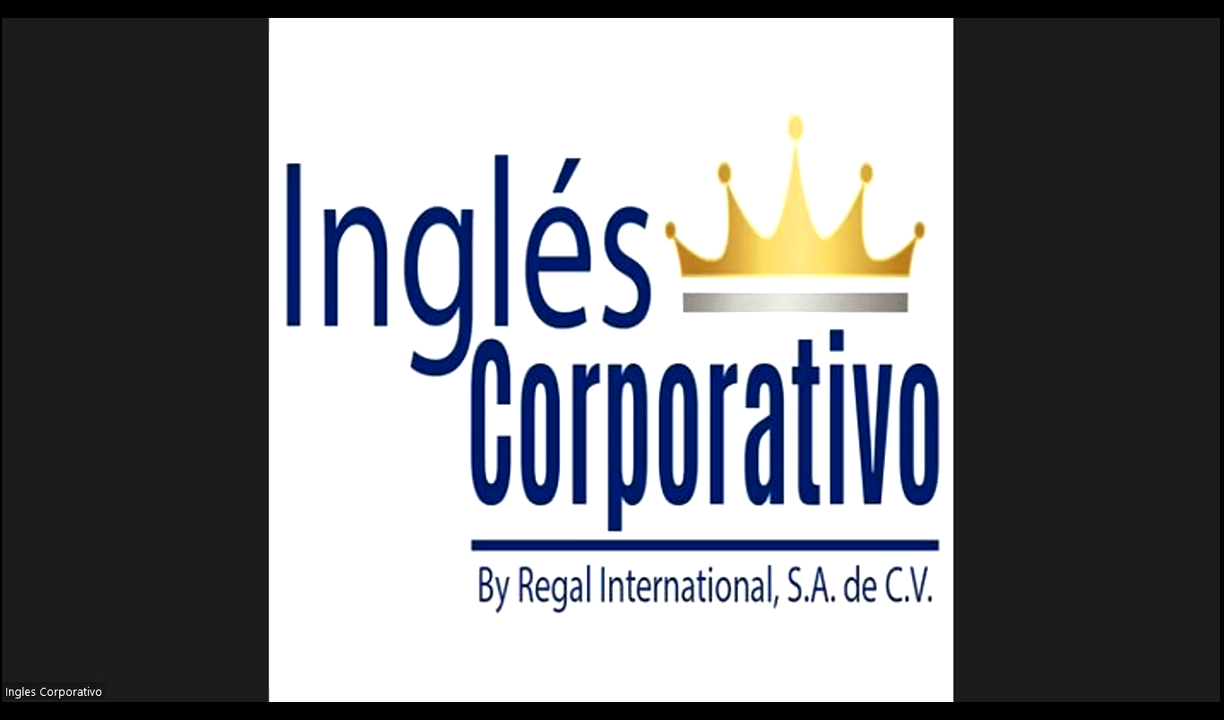 Inglés
Corporativo
By Regal International, S.A. de C.V.
Ingles Corporativo